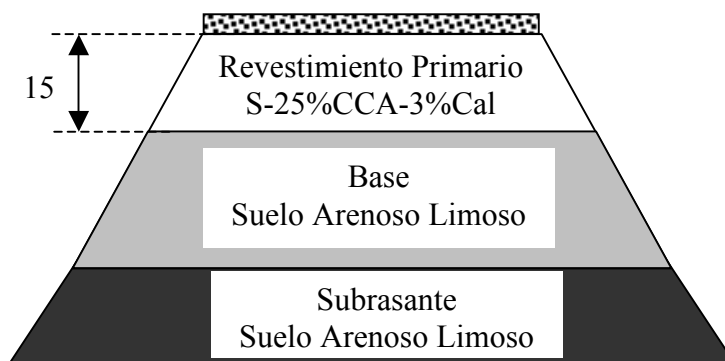 Revestimiento Primario
S-25%CCA-3%Cal
15
Base
Suelo Arenoso Limoso
Subrasante
Suelo Arenoso Limoso